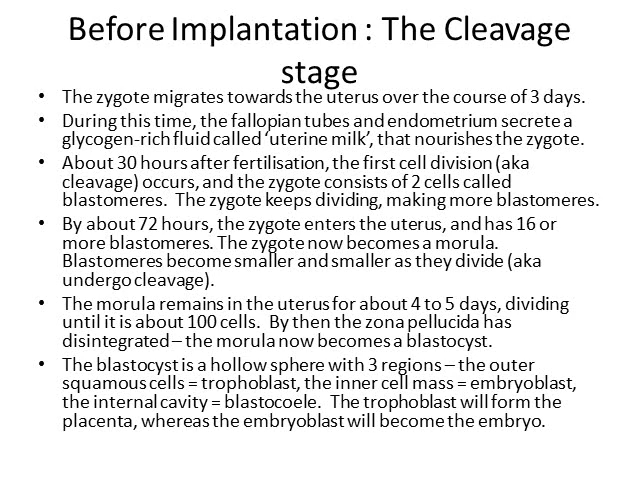 Before Implantation : The Cleavage
stage
• The zygote migrates towards the uterus over the course of 3 days.
• During this time, the fallopian tubes and endometrium secrete a
glycogen-rich fluid called ‘uterine milk’, that nourishes the zygote.
• About 30 hours after fertilisation, the first cell division (aka
cleavage) occurs, and the zygote consists of 2 cells called
blastomeres. The zygote keeps dividing, making more blastomeres.
• By about 72 hours, the zygote enters the uterus, and has 16 or
more blastomeres. The zygote now becomes a morula.
Blastomeres become smaller and smaller as they divide (aka
undergo cleavage).
• The morula remains in the uterus for about 4 to 5 days, dividing
until it is about 100 cells. By then the zona pellucida has
disintegrated – the morula now becomes a blastocyst.
• The blastocyst is a hollow sphere with 3 regions – the outer
squamous cells = trophoblast, the inner cell mass = embryoblast,
the internal cavity = blastocoele. The trophoblast will form the
placenta, whereas the embryoblast will become the embryo.